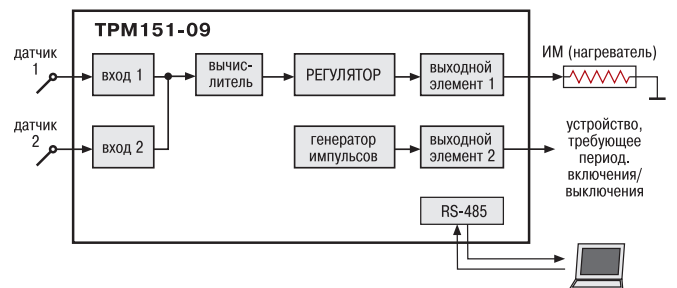 ТРМ151-09
датчик
1
вход 1
вычис-
литель
РЕГУЛЯТОР
выходной
элемент 1
ИМ (нагреватель)
датчик
2
вход 2
генератор
импульсов
выходной
элемент 2
устройство,
требующее
период.
включения/
выключения
RS-485